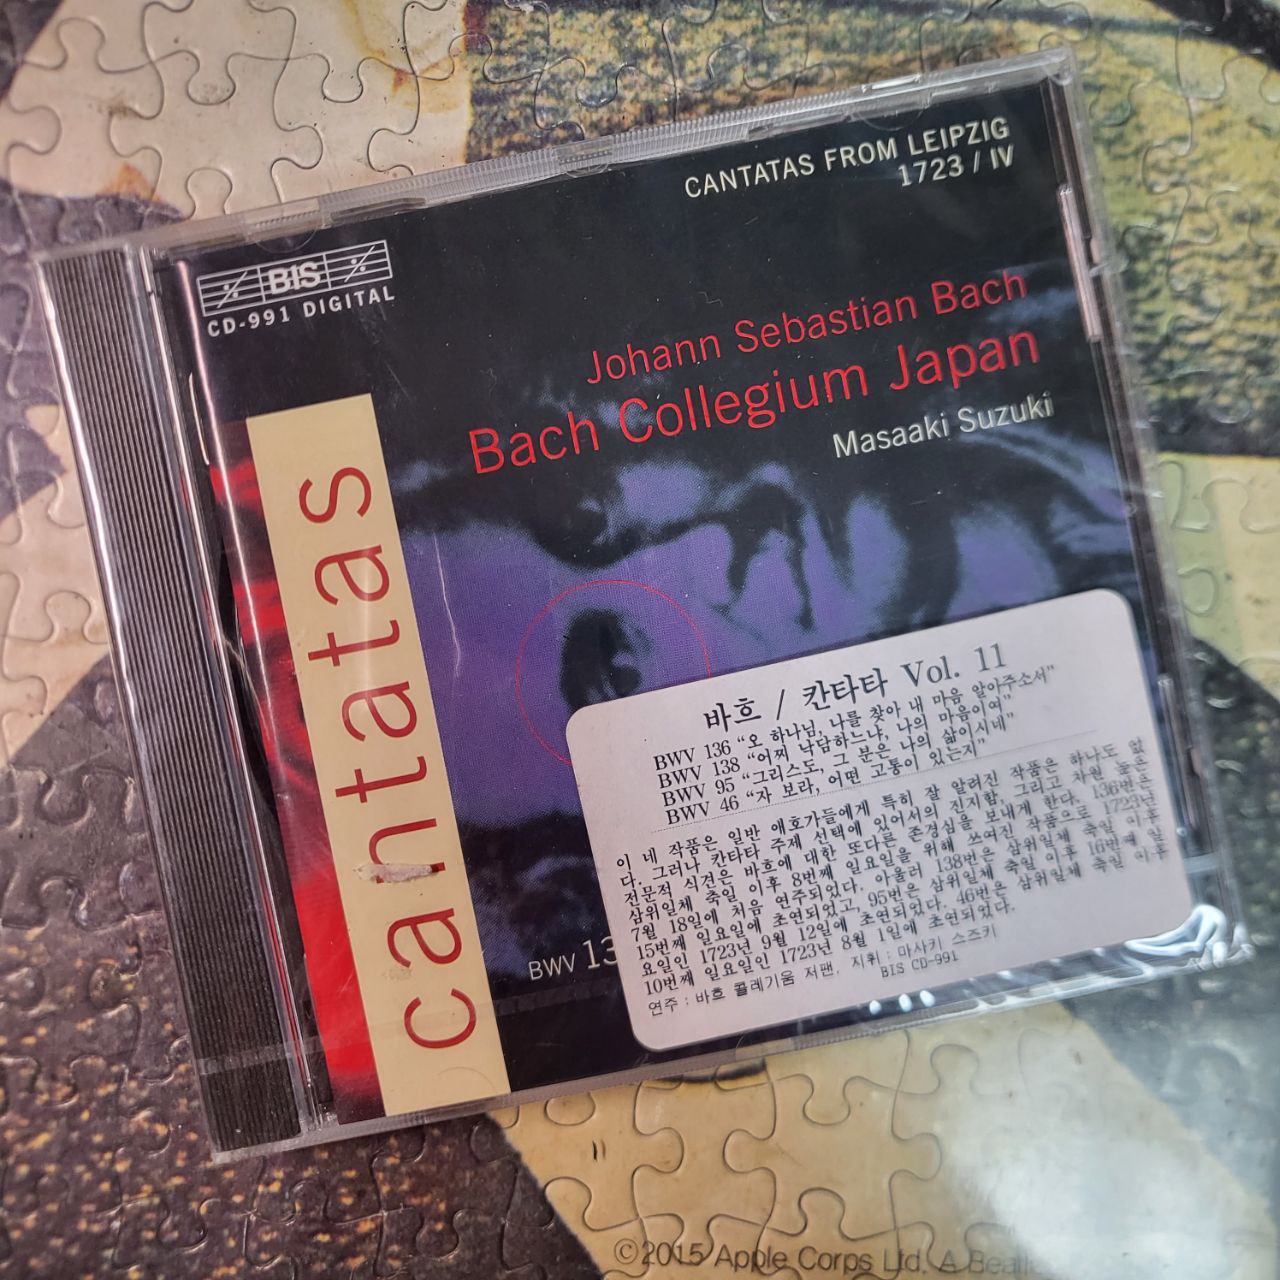 CANTATAS FROM LEIPZIG
1723 / IV
BIS
CD-991 DIGITAL
Johann Sebastian Bach
Bach Collegium Japan
Masaaki Suzuki
cantatas
바흐 / 칸타타 Vol. 11
BWV 136 “오 하나님, 나를 찾아 내 마음 알아주소서”
BWV 138 “어찌 낙담하느냐, 나의 마음이여”
BWV 95 “그리스도, 그 분은 나의 삶이시네”
BWV 46 “자 보라, 어떤 고통이 있는지”
이 네 작품은 일반 애호가들에게 특히 잘 알려진 작품은 하나도 없
다. 그러나 칸타타 주제 선택에 있어서의 진지함, 그리고 차원 높은
전문적 식견은 바흐에 대한 또다른 존경심을 보내게 한다. 136번은
삼위일체 축일 이후 8번째 일요일을 위해 쓰여진 작품으로 1723년
7월 18일에 처음 연주되었다. 아울러 138번은 삼위일체 축일 이후
15번째 일요일에 초연되었고, 95번은 삼위일체 축일 이후 16번째 일
요일인 1723년 9월 12일에 초연되었다. 46번은 삼위일체 축일 이후
10번째 일요일인 1723년 8월 1일에 초연되었다.
연주 : 바흐 콜레기움 저팬, 지휘 : 마사키 스즈키
BIS CD-991
BWV 13
©2015 Apple Corps Ltd. A Beatle